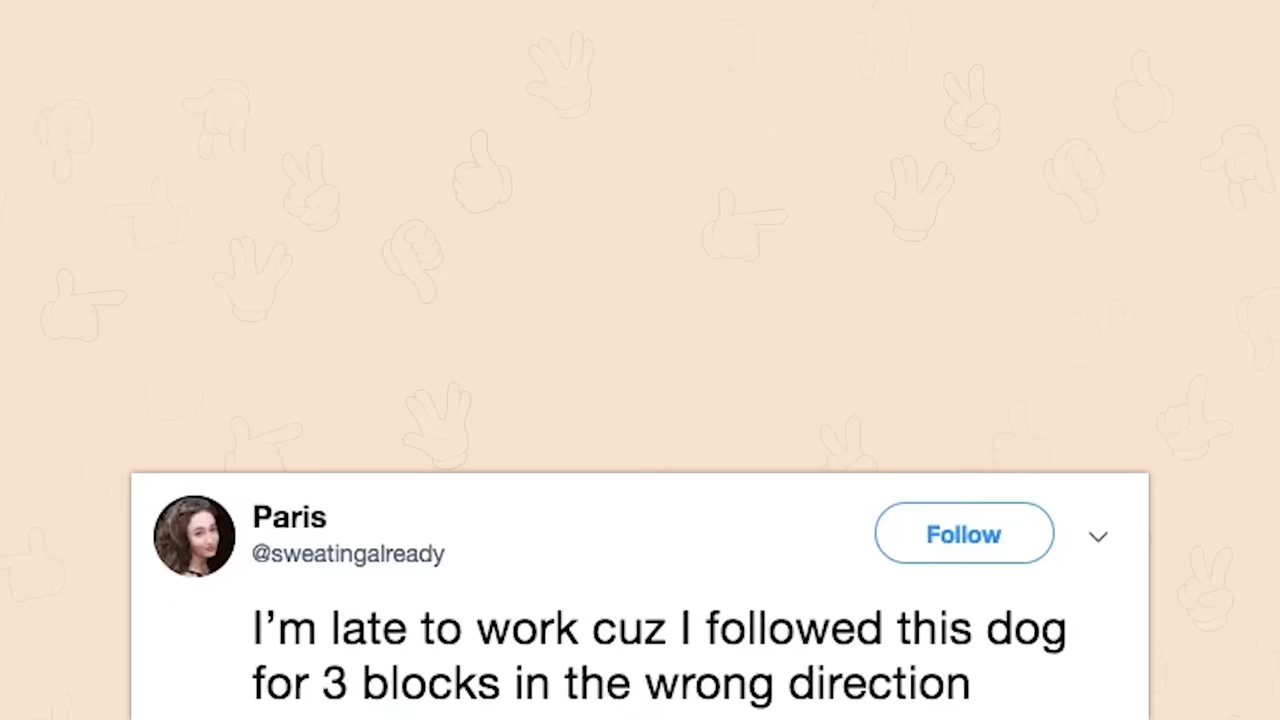 Paris
@sweatingalready
Follow
I’m late to work cuz I followed this dog
for 3 blocks in the wrong direction